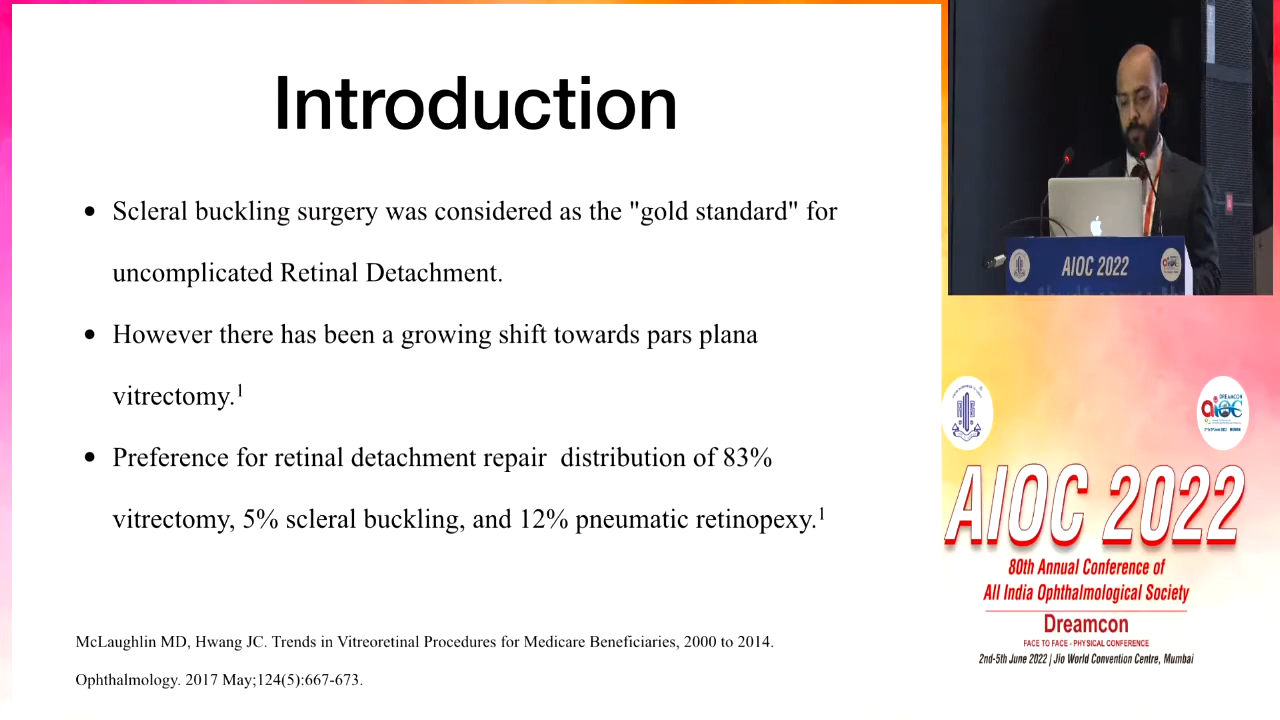 Introduction
• Scleral buckling surgery was considered as the "gold standard" for
uncomplicated Retinal Detachment.
• However there has been a growing shift towards pars plana
vitrectomy.¹
• Preference for retinal detachment repair distribution of 83%
vitrectomy, 5% scleral buckling, and 12% pneumatic retinopexy.¹
McLaughlin MD, Hwang JC. Trends in Vitreoretinal Procedures for Medicare Beneficiaries, 2000 to 2014.
Ophthalmology. 2017 May;124(5):667-673.
AIOC 2022
DREAMCON
aioc
AIOC 2022
80th Annual Conference of
All India Ophthalmological Society
Dreamcon
FACE TO FACE - PHYSICAL CONFERENCE
2nd-5th June 2022 | Jio World Convention Centre, Mumbai